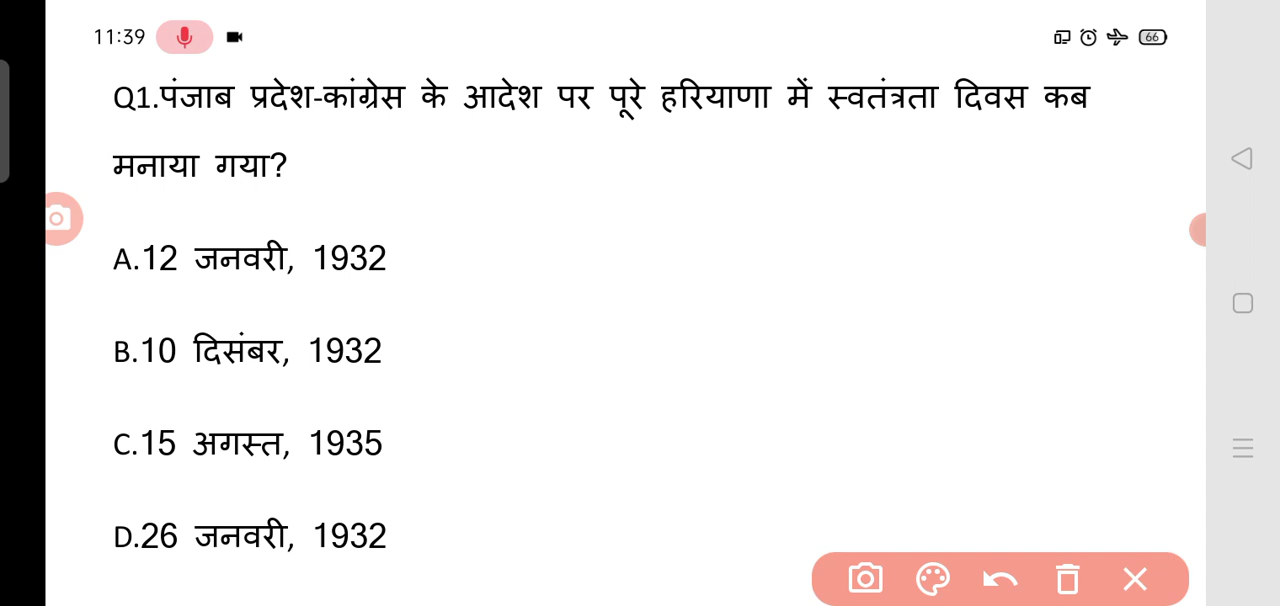 11:39
66
Q1.पंजाब प्रदेश-कांग्रेस के आदेश पर पूरे हरियाणा में स्वतंत्रता दिवस कब
मनाया गया?
A.12 जनवरी, 1932
B.10 दिसंबर, 1932
C.15 अगस्त, 1935
D.26 जनवरी, 1932